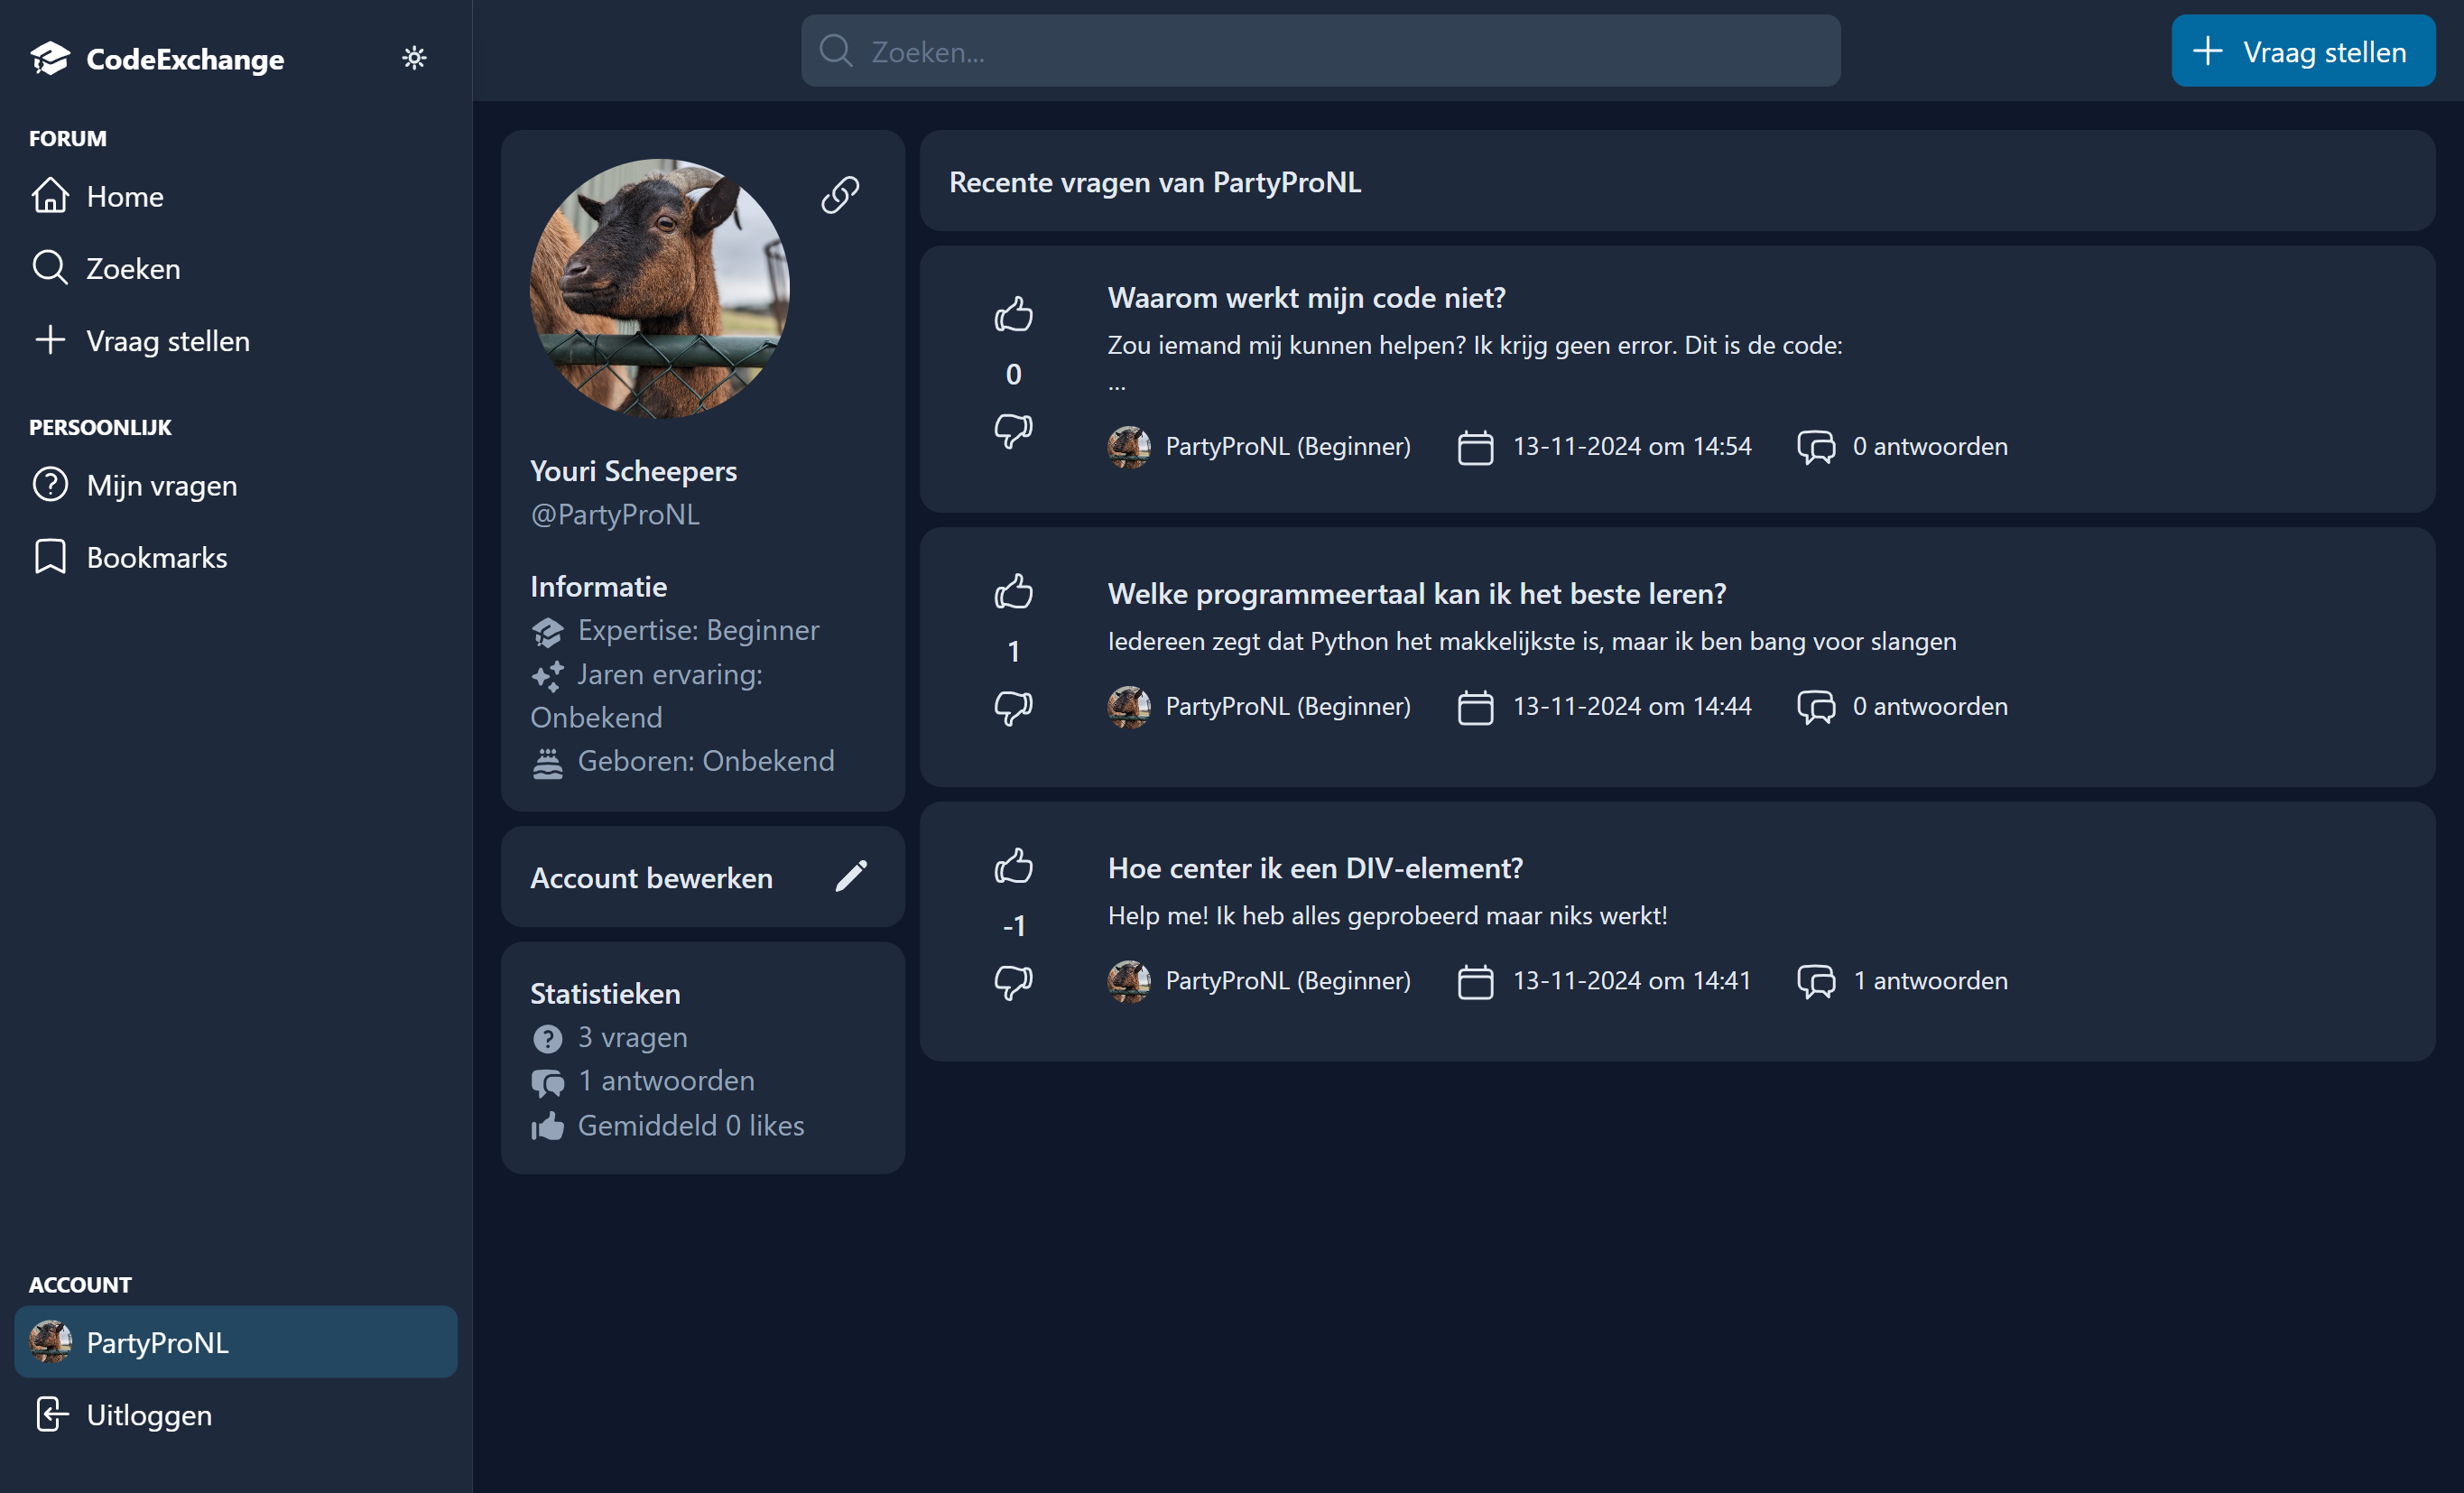 CodeExchange
FORUM
Home
Zoeken
Vraag stellen
PERSOONLIJK
Mijn vragen
Bookmarks
ACCOUNT
PartyProNL
Uitloggen
Zoeken...
Vraag stellen
Youri Scheepers
@PartyProNL
Informatie
Expertise: Beginner
Jaren ervaring:
Onbekend
Geboren: Onbekend
Account bewerken
Statistieken
3 vragen
1 antwoorden
Gemiddeld 0 likes
Recente vragen van PartyProNL
Waarom werkt mijn code niet?
Zou iemand mij kunnen helpen? Ik krijg geen error. Dit is de code:
...
0
PartyProNL (Beginner) 13-11-2024 om 14:54 0 antwoorden
Welke programmeertaal kan ik het beste leren?
Iedereen zegt dat Python het makkelijkste is, maar ik ben bang voor slangen
1
PartyProNL (Beginner) 13-11-2024 om 14:44 0 antwoorden
Hoe center ik een DIV-element?
Help me! Ik heb alles geprobeerd maar niks werkt!
-1
PartyProNL (Beginner) 13-11-2024 om 14:41 1 antwoorden